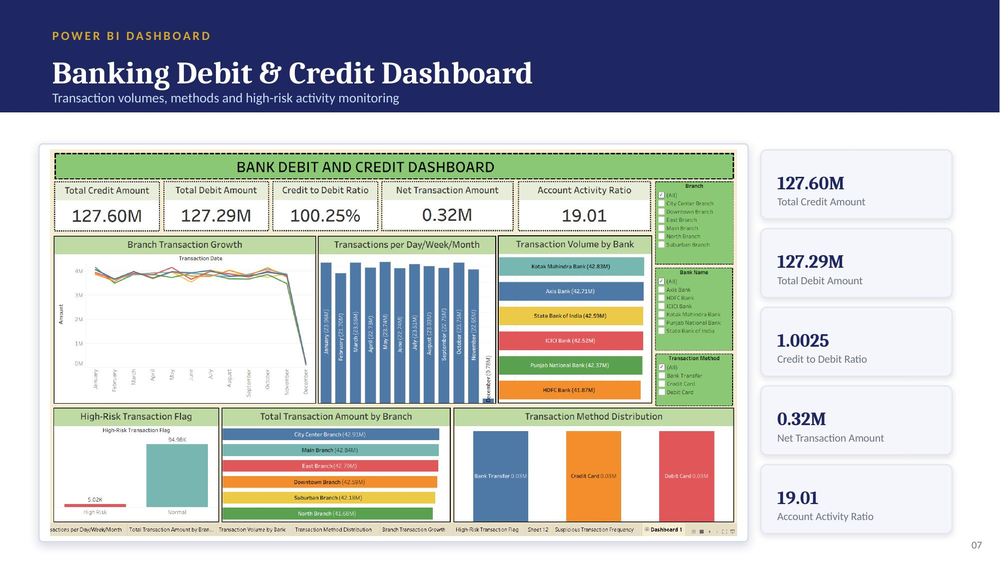 POWER BI DASHBOARD
Banking Debit & Credit Dashboard
Transaction volumes, methods and high-risk activity monitoring
BANK DEBIT AND CREDIT DASHBOARD
Total Credit Amount
127.60M
Total Debit Amount
127.29M
Credit to Debit Ratio
100.25%
Net Transaction Amount
0.32M
Account Activity Ratio
19.01
Branch
(All)
City Center Branch
Downtown Branch
East Branch
Main Branch
North Branch
Suburban Branch
Bank Name
(All)
Axis Bank
HDFC Bank
ICICI Bank
Kotak Mahindra Bank
Punjab National Bank
State Bank of India
Transaction Method
(All)
Bank Transfer
Credit Card
Debit Card
Branch Transaction Growth
Transaction Date
Amount
4M
3M
2M
1M
0M
January
February
March
April
May
June
July
August
September
October
November
December
Transactions per Day/Week/Month
January (23.96M)
February (21.70M)
March (23.56M)
April (22.73M)
May (23.74M)
June (22.74M)
July (23.51M)
August (23.03M)
September (22.75M)
October (23.75M)
November (22.65M)
December (0.78M)
Transaction Volume by Bank
Kotak Mahindra Bank (42.83M)
Axis Bank (42.71M)
State Bank of India (42.59M)
ICICI Bank (42.52M)
Punjab National Bank (42.37M)
HDFC Bank (41.87M)
High-Risk Transaction Flag
High-Risk Transaction Flag
94.98K
5.02K
High Risk
Normal
Total Transaction Amount by Branch
City Center Branch (42.91M)
Main Branch (42.84M)
East Branch (42.70M)
Downtown Branch (42.59M)
Suburban Branch (42.18M)
North Branch (41.68M)
Transaction Method Distribution
Bank Transfer 0.03M
Credit Card 0.03M
Debit Card 0.03M
sactions per Day/Week/Month
Total Transaction Amount by Bran...
Transaction Volume by Bank
Transaction Method Distribution
Branch Transaction Growth
High-Risk Transaction Flag
Sheet 12
Suspicious Transaction Frequency
Dashboard 1
127.60M
Total Credit Amount
127.29M
Total Debit Amount
1.0025
Credit to Debit Ratio
0.32M
Net Transaction Amount
19.01
Account Activity Ratio
07